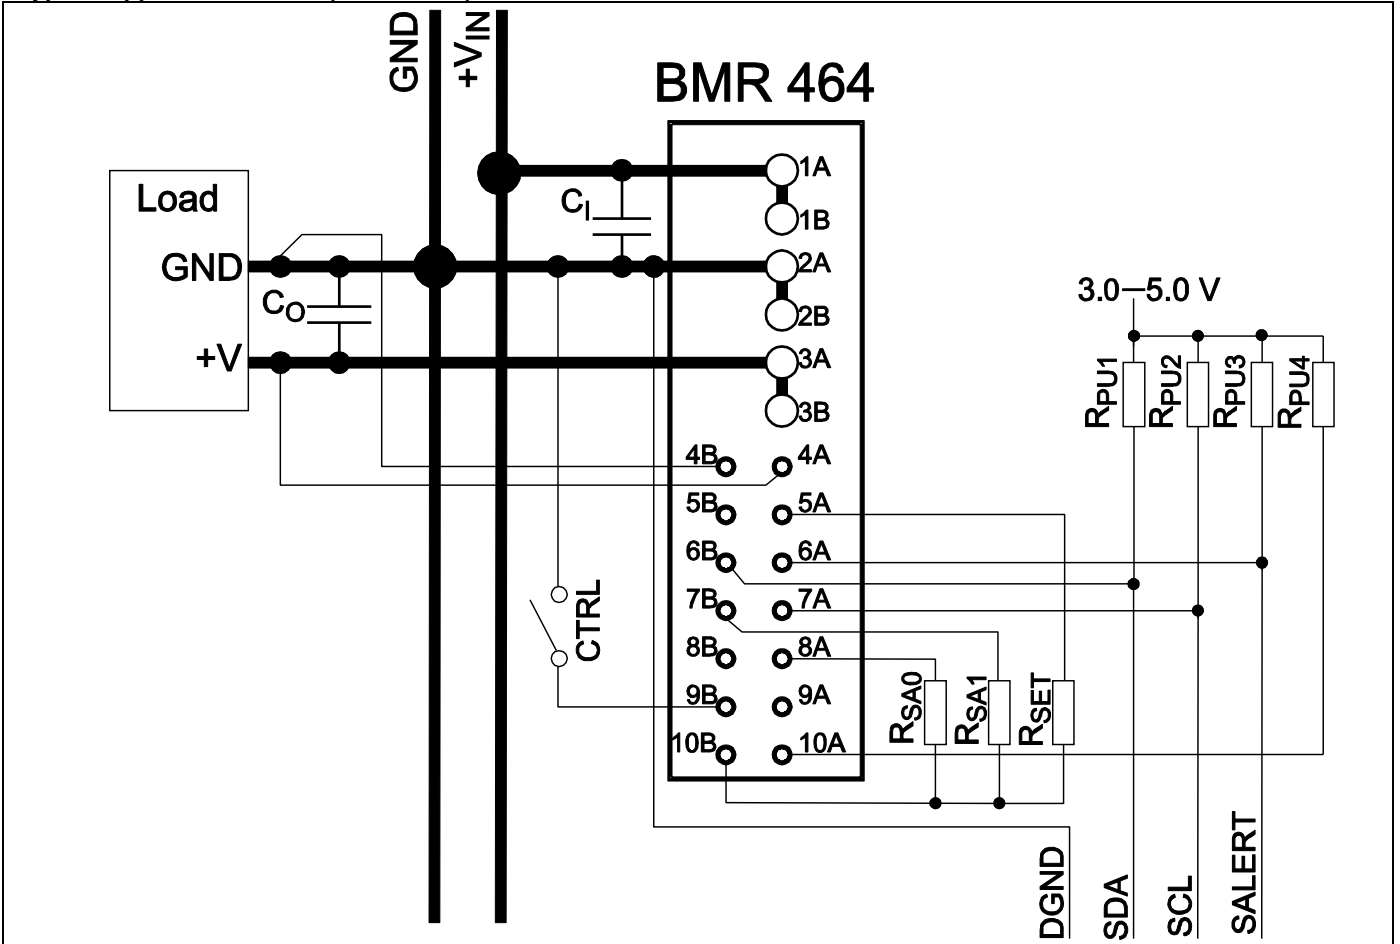 GND
+VIN
BMR 464
Load
GND
+V
CI
CO
1A
1B
2A
2B
3A
3B
4B
4A
5B
5A
6B
6A
7B
7A
8B
8A
9B
9A
10B
10A
CTRL
3.0–5.0 V
RPU1
RPU2
RPU3
RPU4
RSA0
RSA1
RSET
DGND
SDA
SCL
SALERT